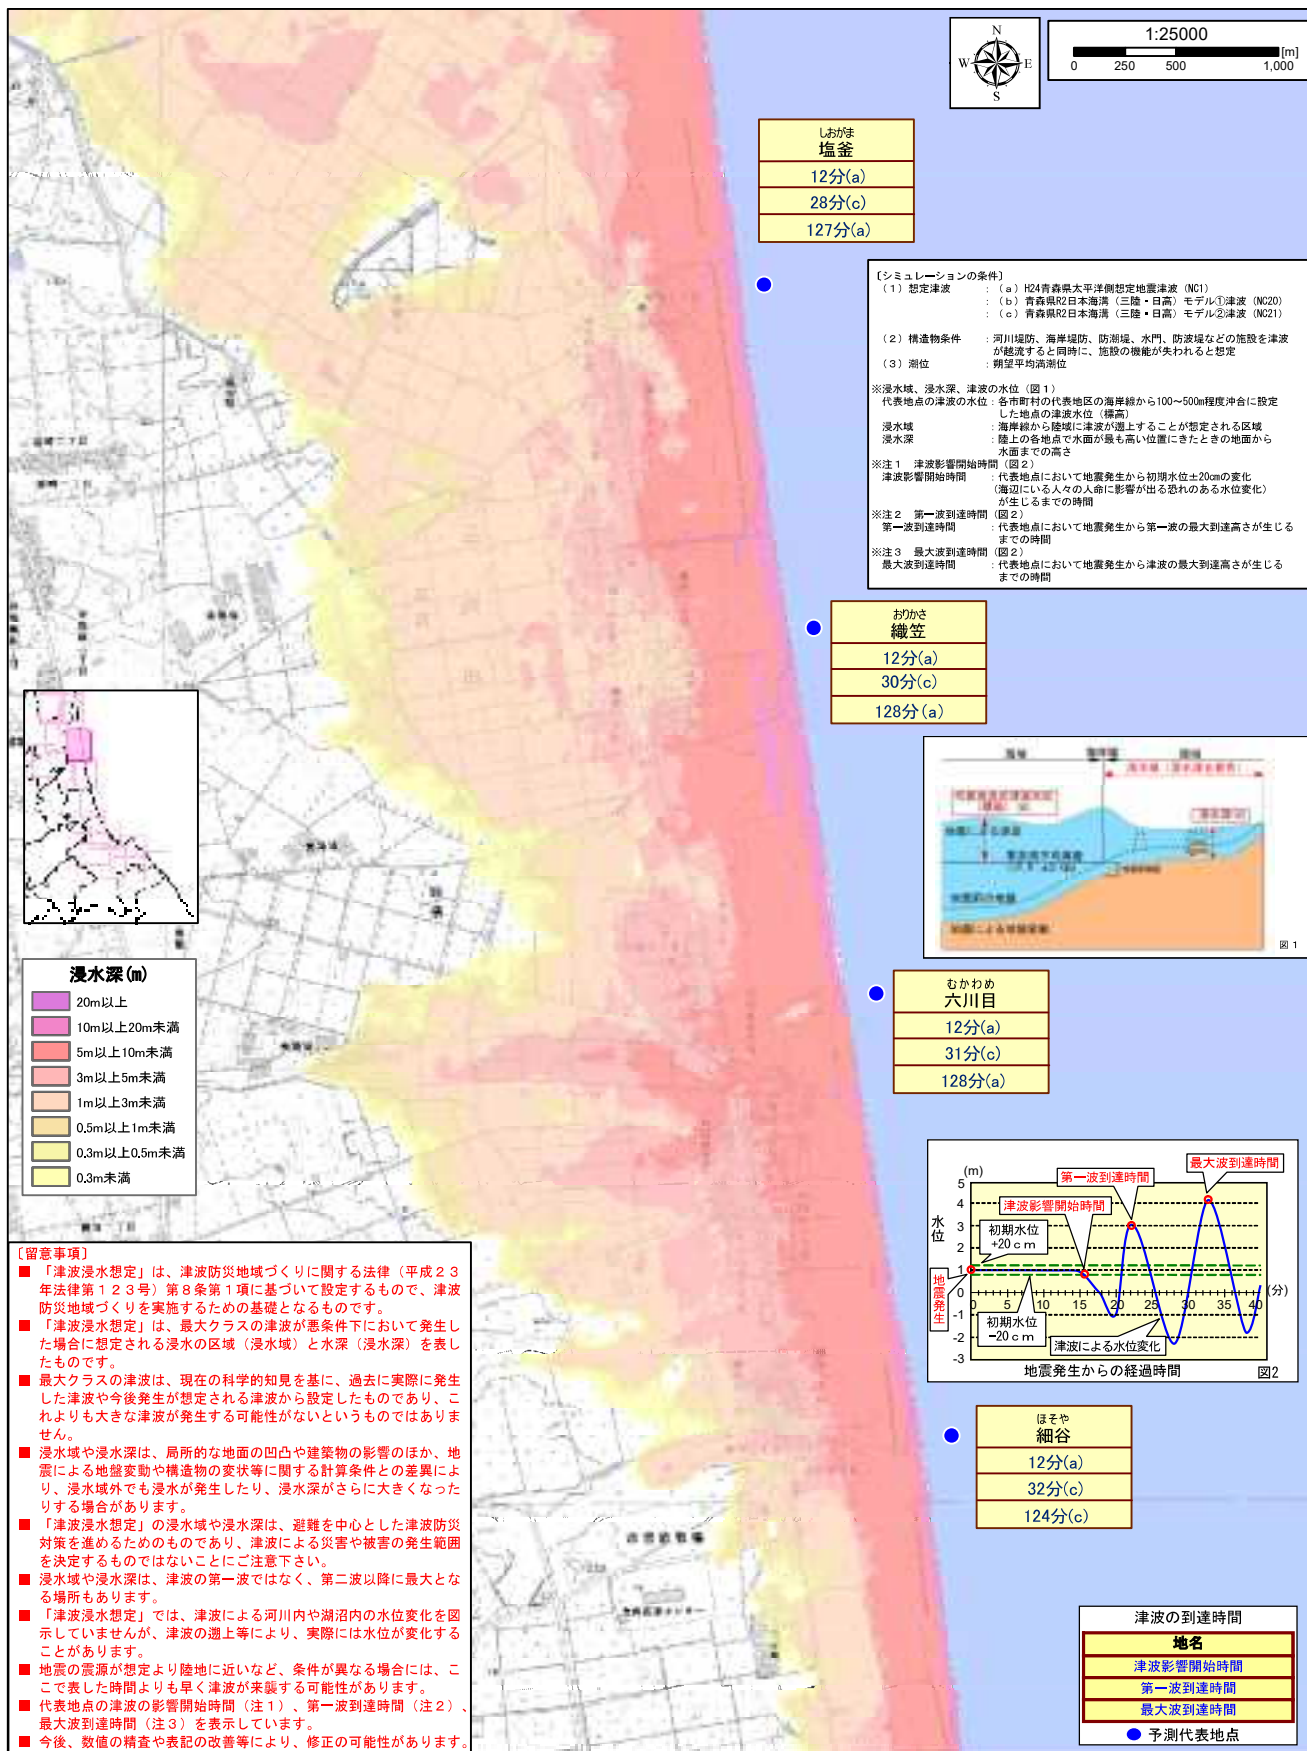 N
W
E
S
1:25000
[m]
0 250 500 1,000
しおがま
塩釜
12分(a)
28分(c)
127分(a)
〔シミュレーションの条件〕
(1) 想定津波 : (a) H24青森県太平洋側想定地震津波 (NC1)
: (b) 青森県R2日本海溝（三陸・日高）モデル①津波 (NC20)
: (c) 青森県R2日本海溝（三陸・日高）モデル②津波 (NC21)
(2) 構造物条件 : 河川堤防、海岸堤防、防潮堤、水門、防波堤などの施設を津波
が越流すると同時に、施設の機能が失われると想定
(3) 潮位 : 朔望平均満潮位
※浸水域、浸水深、津波の水位（図１）
代表地点の津波の水位 : 各市町村の代表地区の海岸線から100～500m程度沖合に設定
した地点の津波水位（標高）
浸水域 : 海岸線から陸域に津波が遡上することが想定される区域
浸水深 : 陸上の各地点で水面が最も高い位置にきたときの地面から
水面までの高さ
※注１ 津波影響開始時間（図２）
津波影響開始時間 : 代表地点において地震発生から初期水位±20cmの変化
（海辺にいる人々の人命に影響が出る恐れのある水位変化）
が生じるまでの時間
※注２ 第一波到達時間（図２）
第一波到達時間 : 代表地点において地震発生から第一波の最大到達高さが生じる
までの時間
※注３ 最大波到達時間（図２）
最大波到達時間 : 代表地点において地震発生から津波の最大到達高さが生じる
までの時間
おりかさ
織笠
12分(a)
30分(c)
128分(a)
図１
浸水深(m)
20m以上
10m以上20m未満
5m以上10m未満
3m以上5m未満
1m以上3m未満
0.5m以上1m未満
0.3m以上0.5m未満
0.3m未満
むかわめ
六川目
12分(a)
31分(c)
128分(a)
(m)
水位
5
4
3
2
1
0
-1
-2
-3
最大波到達時間
第一波到達時間
津波影響開始時間
初期水位
+20cm
地震発生
初期水位
-20cm
津波による水位変化
0 5 10 15 20 25 30 35 40
(分)
地震発生からの経過時間
図2
〔留意事項〕
■ 「津波浸水想定」は、津波防災地域づくりに関する法律（平成２３
年法律第１２３号）第８条第１項に基づいて設定するもので、津波
防災地域づくりを実施するための基礎となるものです。
■ 「津波浸水想定」は、最大クラスの津波が悪条件下において発生し
た場合に想定される浸水の区域（浸水域）と水深（浸水深）を表し
たものです。
■ 最大クラスの津波は、現在の科学的知見を基に、過去に実際に発生
した津波や今後発生が想定される津波から設定したものであり、こ
れよりも大きな津波が発生する可能性がないというものではありま
せん。
■ 浸水域や浸水深は、局所的な地面の凹凸や建築物の影響のほか、地
震による地盤変動や構造物の変状等に関する計算条件との差異によ
り、浸水域外でも浸水が発生したり、浸水深がさらに大きくなった
りする場合があります。
■ 「津波浸水想定」の浸水域や浸水深は、避難を中心とした津波防災
対策を進めるためのものであり、津波による災害や被害の発生範囲
を決定するものではないことにご注意下さい。
■ 浸水域や浸水深は、津波の第一波ではなく、第二波以降に最大とな
る場所もあります。
■ 「津波浸水想定」では、津波による河川内や湖沼内の水位変化を図
示していませんが、津波の遡上等により、実際には水位が変化する
ことがあります。
■ 地震の震源が想定より陸地に近いなど、条件が異なる場合には、こ
こで表した時間よりも早く津波が来襲する可能性があります。
■ 代表地点の津波の影響開始時間（注１）、第一波到達時間（注２）、
最大波到達時間（注３）を表示しています。
■ 今後、数値の精査や表記の改善等により、修正の可能性があります。
ほそや
細谷
12分(a)
32分(c)
124分(c)
津波の到達時間
地名
津波影響開始時間
第一波到達時間
最大波到達時間
予測代表地点